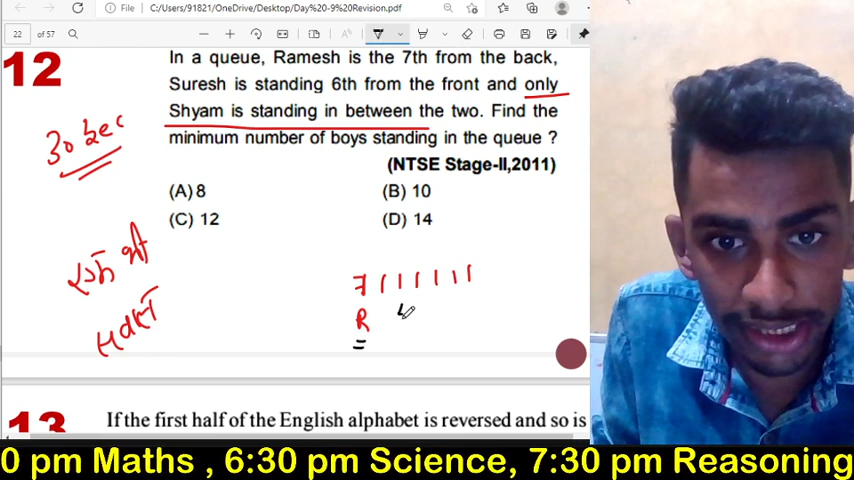 C:/Users/91821/OneDrive/Desktop/Day%20-9%20Revision.pdf
22 of 57
12
In a queue, Ramesh is the 7th from the back,
Suresh is standing 6th from the front and only
Shyam is standing in between the two. Find the
minimum number of boys standing in the queue ?
(NTSE Stage-II,2011)
(A) 8 (B) 10
(C) 12 (D) 14
30 Sec
7
R
13
If the first half of the English alphabet is reversed and so is
0 pm Maths , 6:30 pm Science, 7:30 pm Reasoning